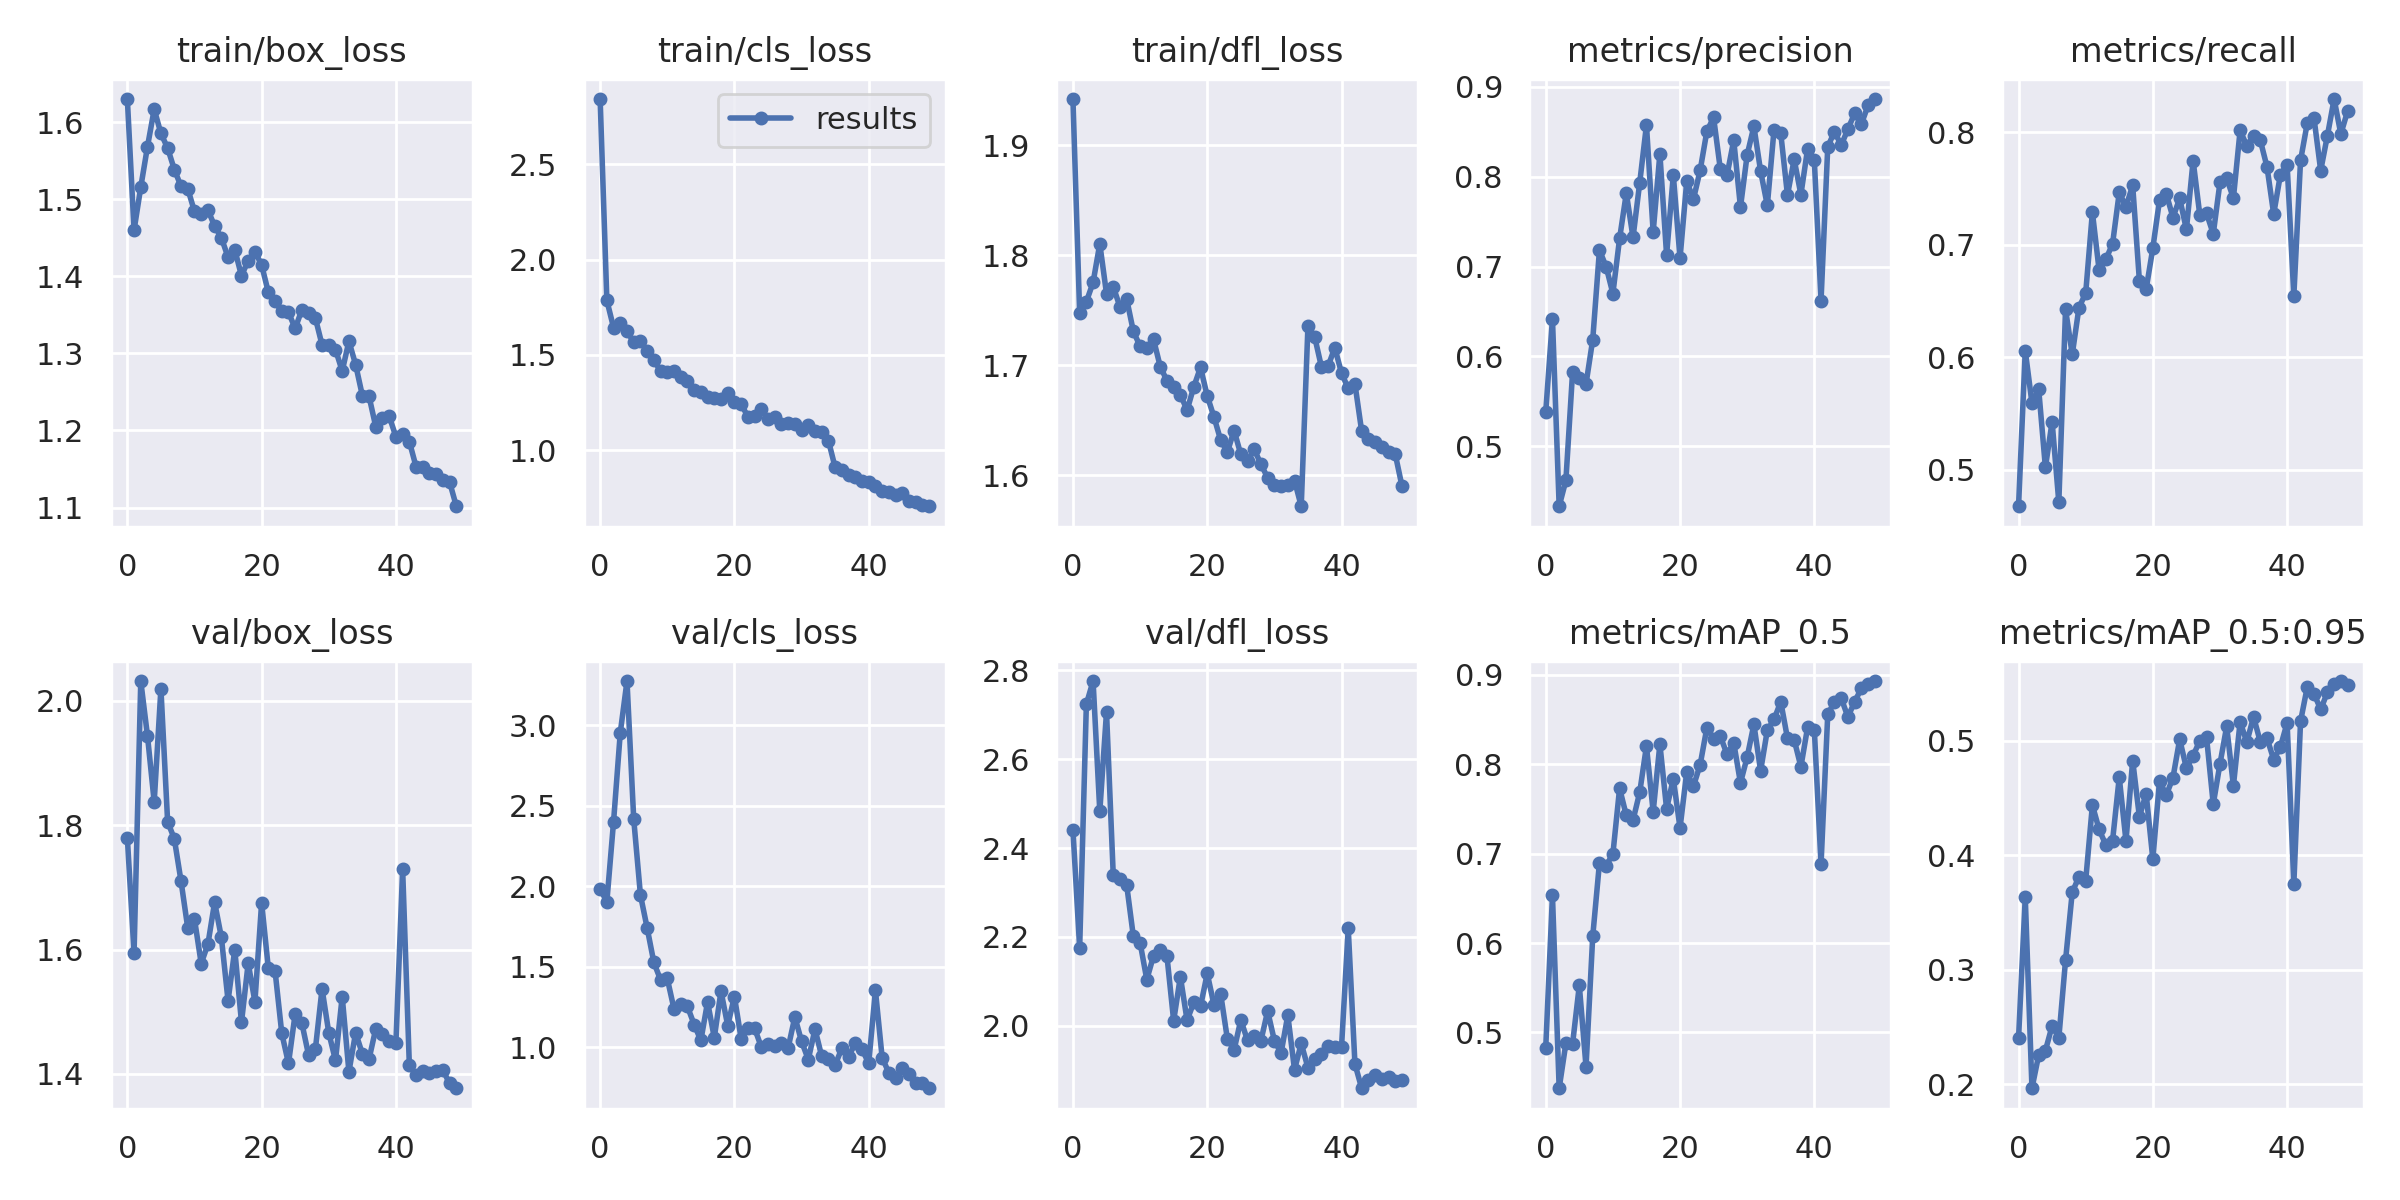 train/box_loss
1.6
1.5
1.4
1.3
1.2
1.1
0 20 40
train/cls_loss
results
2.5
2.0
1.5
1.0
0 20 40
train/dfl_loss
1.9
1.8
1.7
1.6
0 20 40
metrics/precision
0.9
0.8
0.7
0.6
0.5
0 20 40
metrics/recall
0.8
0.7
0.6
0.5
0 20 40
val/box_loss
2.0
1.8
1.6
1.4
0 20 40
val/cls_loss
3.0
2.5
2.0
1.5
1.0
0 20 40
val/dfl_loss
2.8
2.6
2.4
2.2
2.0
0 20 40
metrics/mAP_0.5
0.9
0.8
0.7
0.6
0.5
0 20 40
metrics/mAP_0.5:0.95
0.5
0.4
0.3
0.2
0 20 40